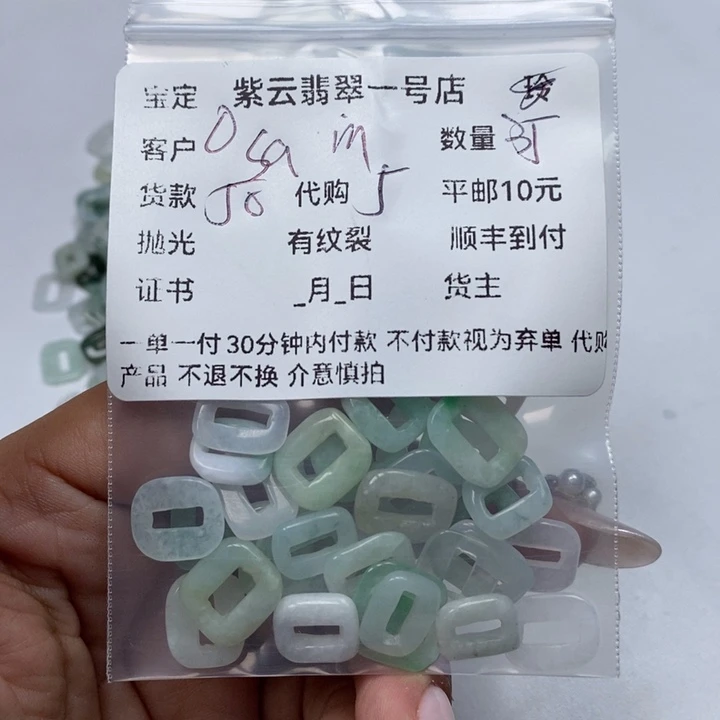 宝定 紫云翡翠一号店
客户 数量
货款 50 代购 5 平邮10元
抛光 有纹裂 顺丰到付
证书 _月_日 货主
一单一付 30分钟内付款 不付款视为弃单 代购
产品 不退不换 介意慎拍